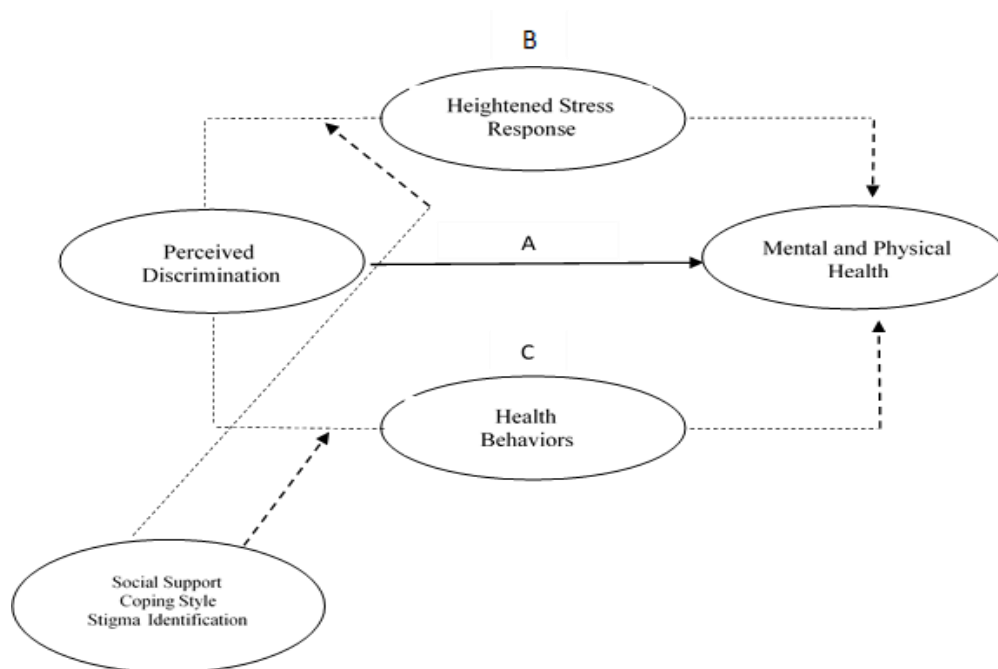 B
Heightened Stress
Response
Perceived
Discrimination
A
Mental and Physical
Health
C
Health
Behaviors
Social Support
Coping Style
Stigma Identification